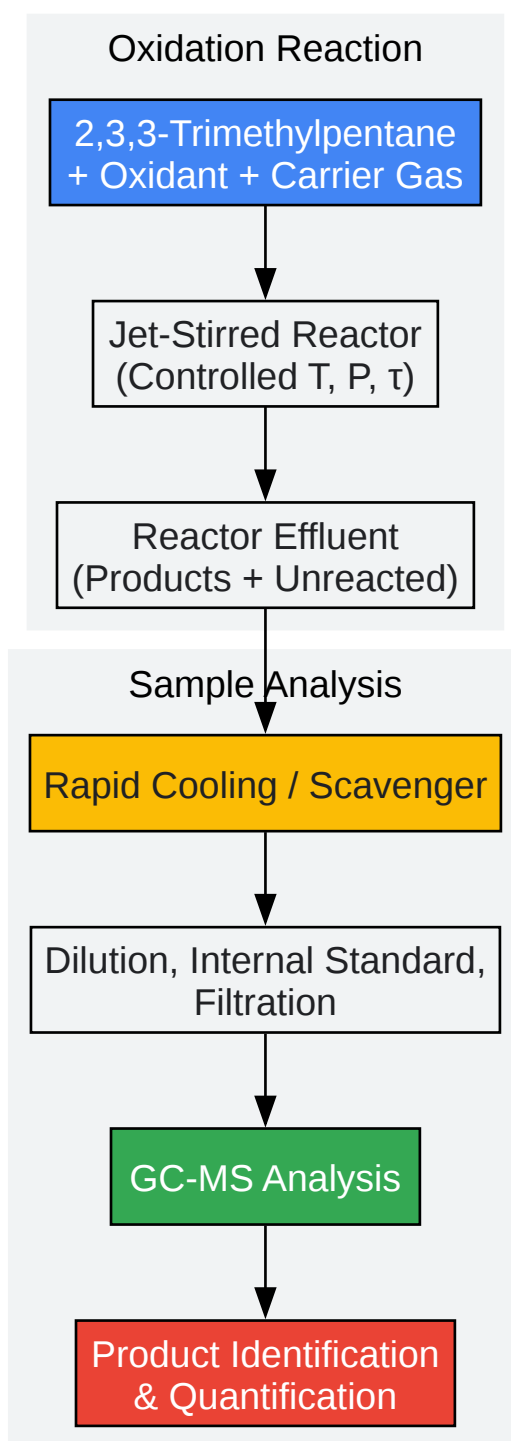 Oxidation Reaction
2,3,3-Trimethylpentane
+ Oxidant + Carrier Gas
Jet-Stirred Reactor
(Controlled T, P, τ)
Reactor Effluent
(Products + Unreacted)
Sample Analysis
Rapid Cooling / Scavenger
Dilution, Internal Standard,
Filtration
GC-MS Analysis
Product Identification
& Quantification